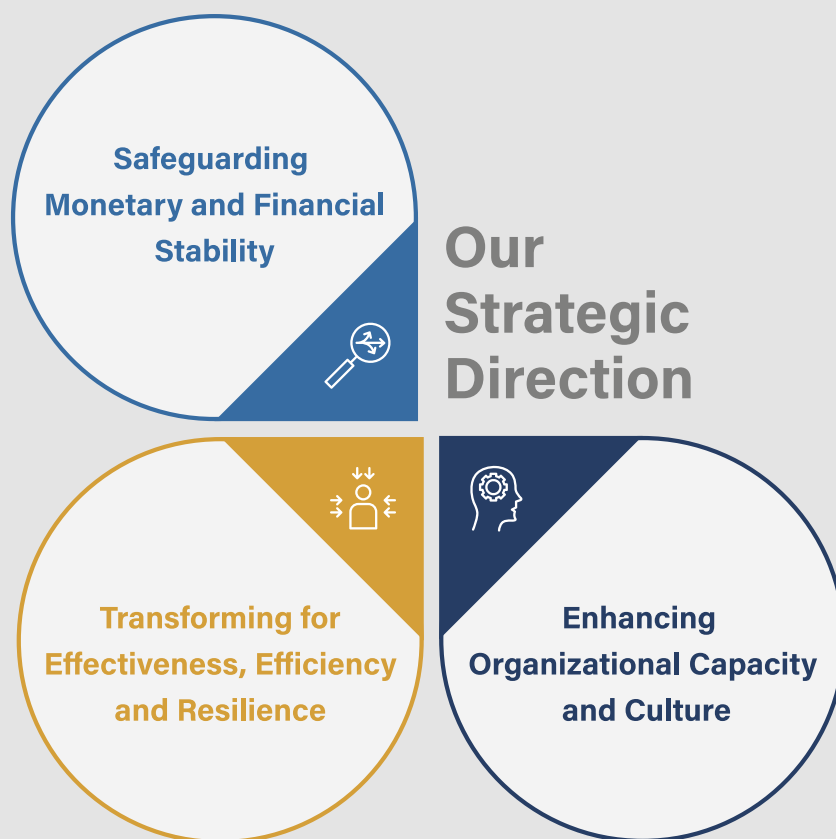 Safeguarding
Monetary and Financial
Stability
Our
Strategic
Direction
Transforming for
Effectiveness, Efficiency
and Resilience
Enhancing
Organizational Capacity
and Culture